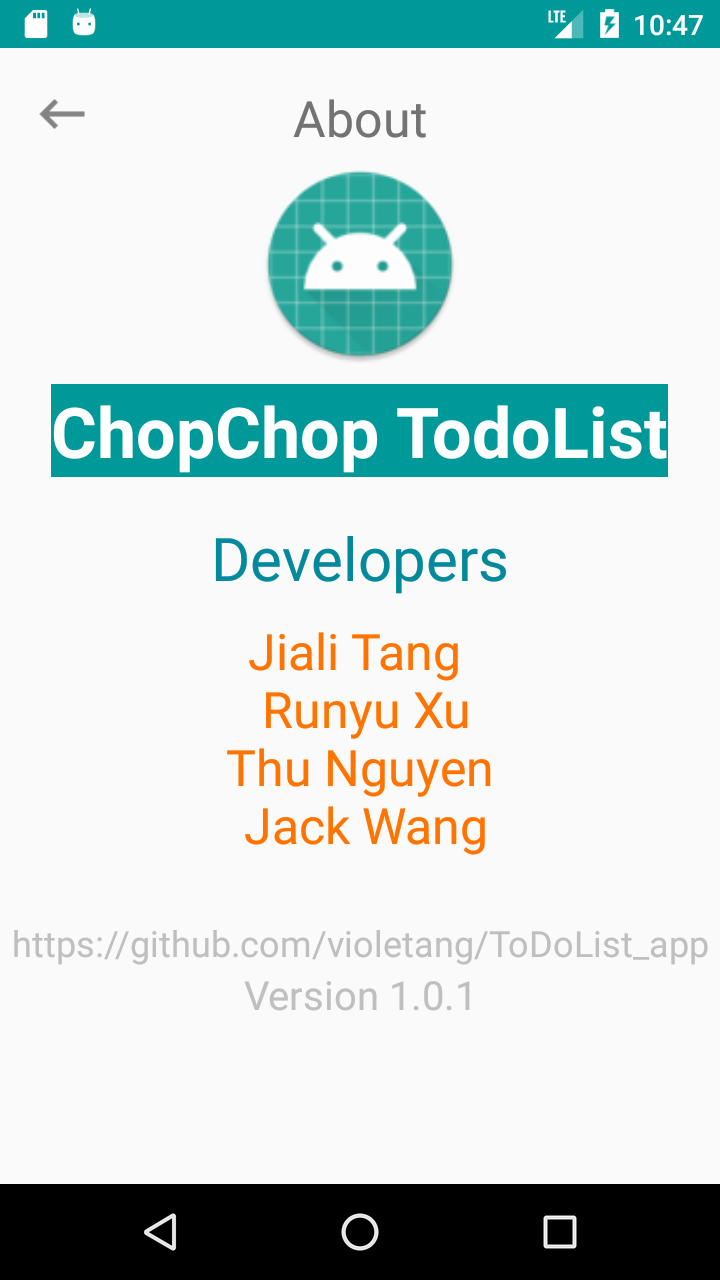 LTE 10:47
About
ChopChop TodoList
Developers
Jiali Tang
Runyu Xu
Thu Nguyen
Jack Wang
https://github.com/violetang/ToDoList_app
Version 1.0.1